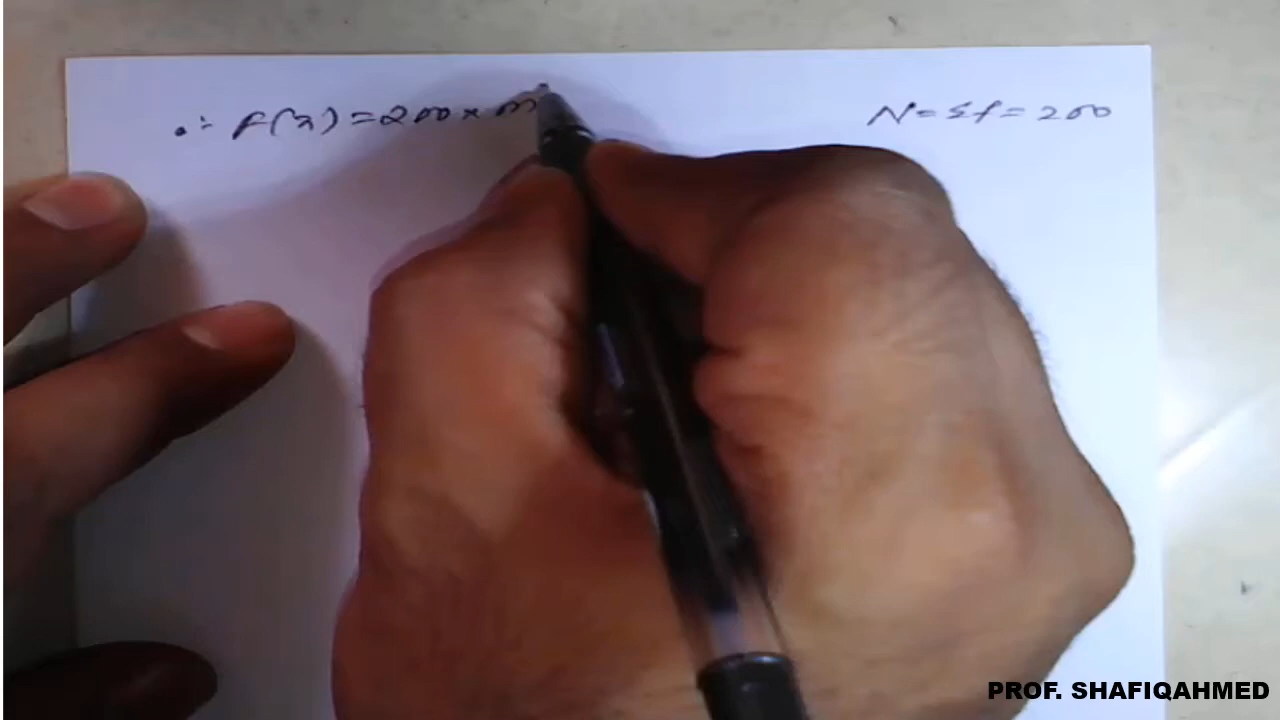 ∴ F(x) = 200 × m N = Σf = 200
PROF. SHAFIQAHMED